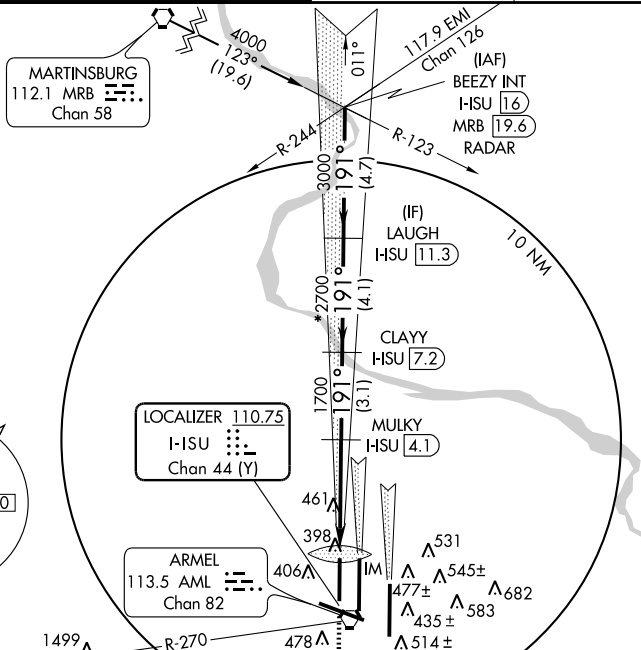 4000
123°
(19.6)
MARTINSBURG
112.1 MRB
Chan 58
011°
117.9 EMI
Chan 126
(IAF)
BEEZY INT
I-ISU 16
MRB 19.6
RADAR
R-244
R-123
3000
191°
(4.7)
(IF)
LAUGH
I-ISU 11.3
10 NM
*2700
191°
(4.1)
CLAYY
I-ISU 7.2
1700
191°
(3.1)
MULKY
I-ISU 4.1
LOCALIZER 110.75
I-ISU
Chan 44 (Y)
0
461
398
406
IM
531
545±
477±
682
583
435±
514±
ARMEL
113.5 AML
Chan 82
1499
R-270
478